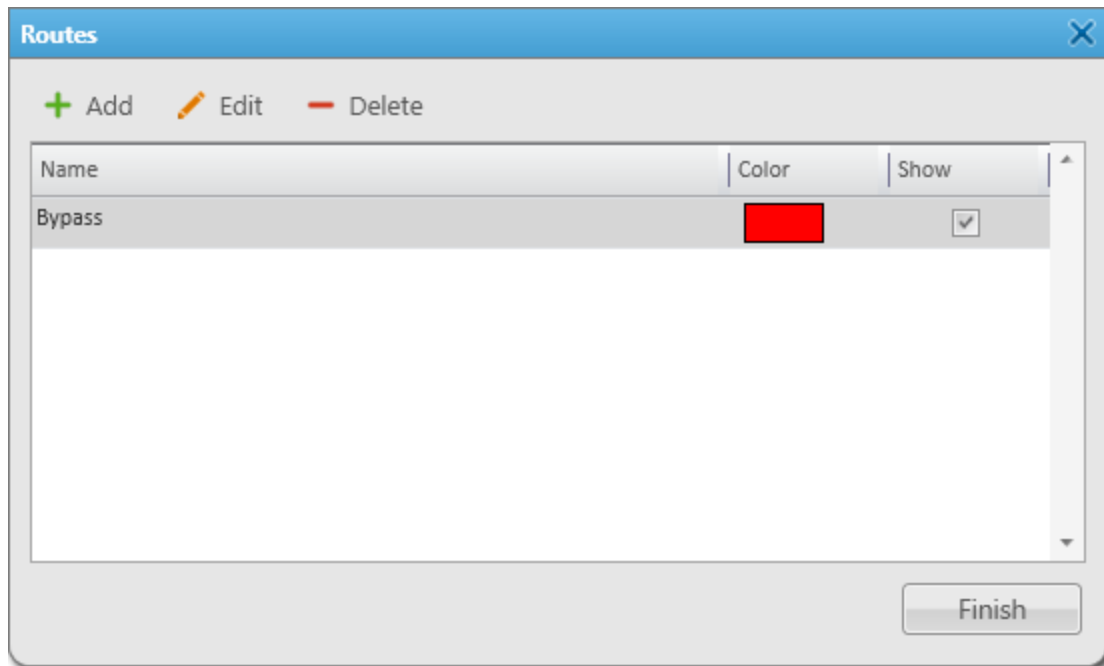 Routes
Add Edit Delete
Name Color Show
Bypass
Finish